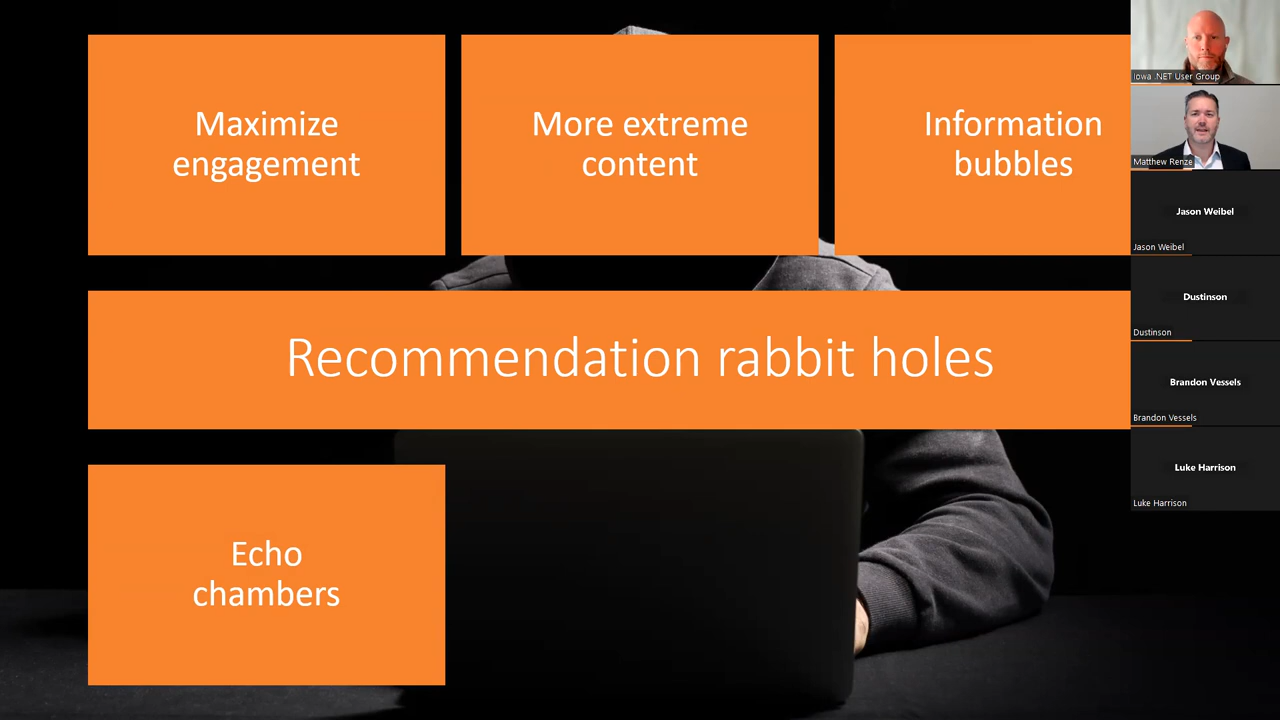 Maximize
engagement
More extreme
content
Information
bubbles
Recommendation rabbit holes
Echo
chambers
Iowa .NET User Group
Matthew Renze
Jason Weibel
Jason Weibel
Dustinson
Dustinson
Brandon Vessels
Brandon Vessels
Luke Harrison
Luke Harrison